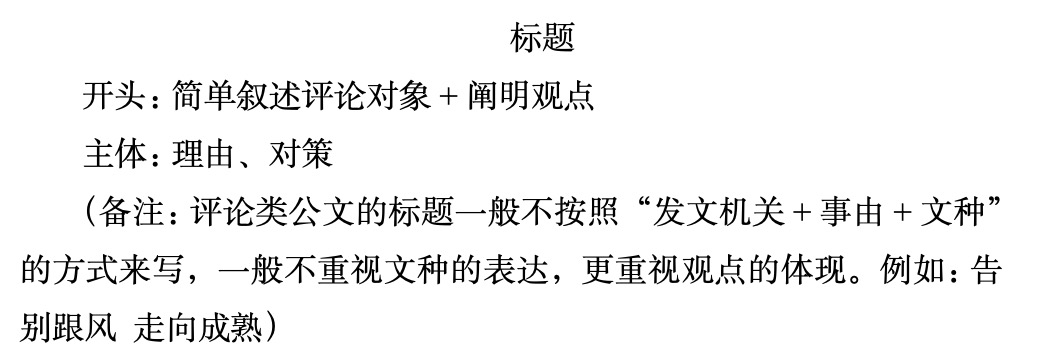 标题
开头：简单叙述评论对象 + 阐明观点
主体：理由、对策
（备注：评论类公文的标题一般不按照“发文机关 + 事由 + 文种”
的方式来写，一般不重视文种的表达，更重视观点的体现。例如：告
别跟风 走向成熟）